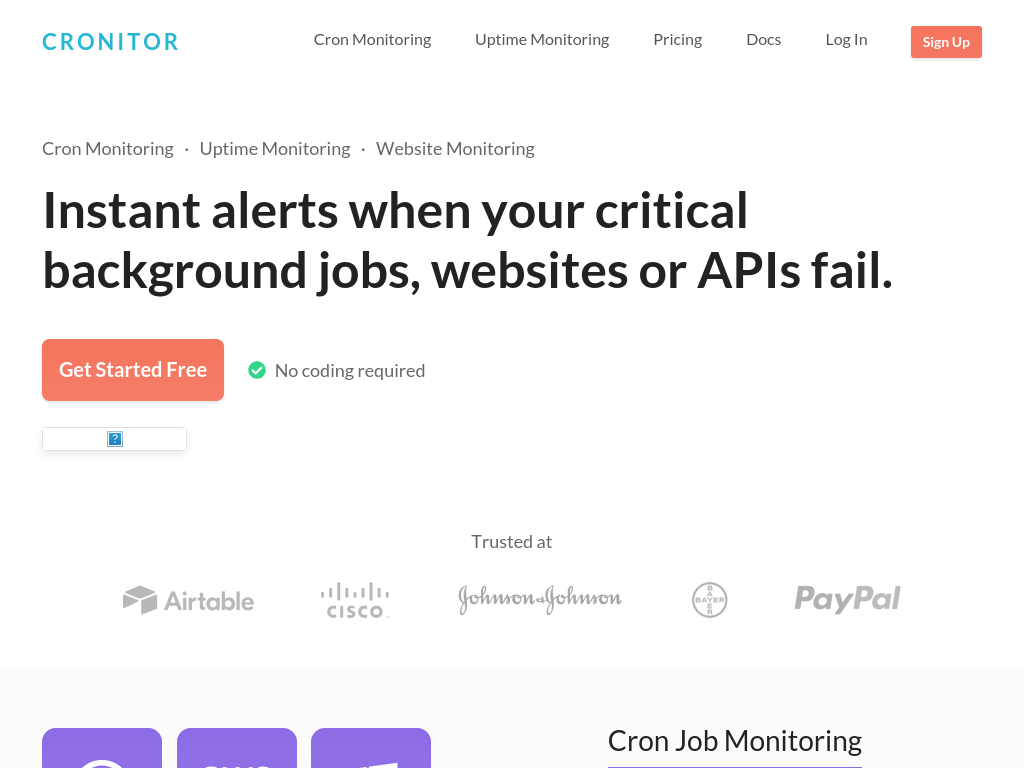 CRONITOR
Cron Monitoring
Uptime Monitoring
Pricing
Docs
Log In
Sign Up
Cron Monitoring · Uptime Monitoring · Website Monitoring
Instant alerts when your critical
background jobs, websites or APIs fail.
Get Started Free
No coding required
?
Trusted at
Airtable
CISCO
Johnson & Johnson
BAYER
BAYER
PayPal
Cron Job Monitoring